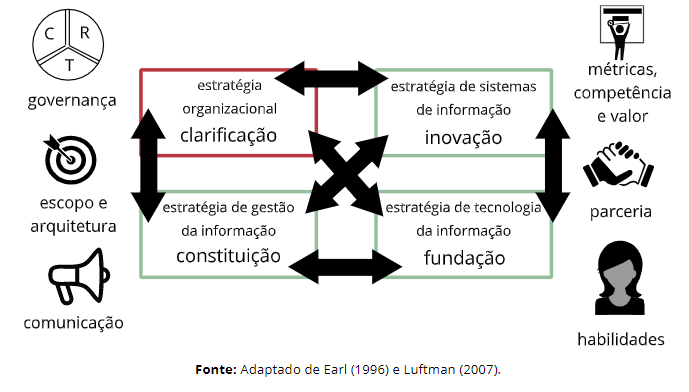 C R
T
governança
escopo e
arquitetura
comunicação
estratégia
organizacional
clarificação
estratégia de sistemas
de informação
inovação
estratégia de gestão
da informação
constituição
estratégia de tecnologia
da informação
fundação
métricas,
competência
e valor
parceria
habilidades
Fonte: Adaptado de Earl (1996) e Luftman (2007).